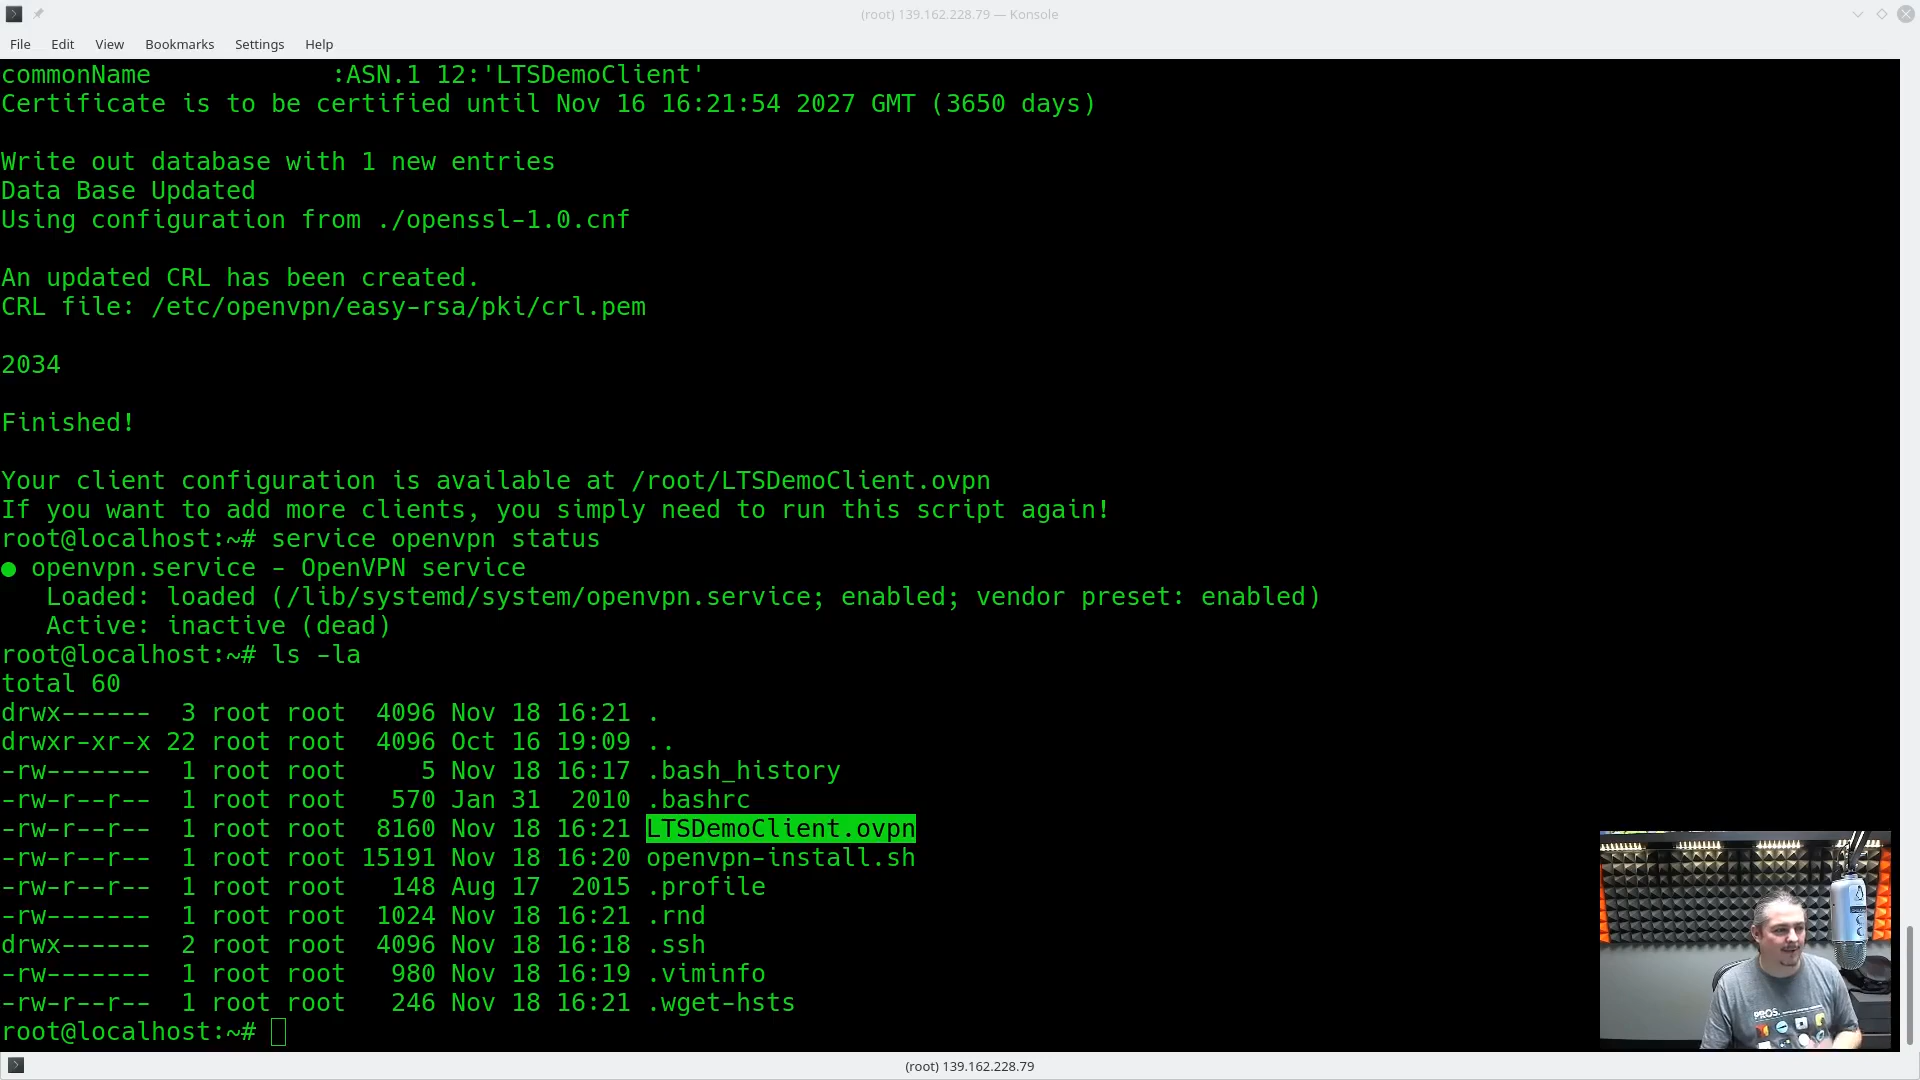 (root) 139.162.228.79 — Konsole
File Edit View Bookmarks Settings Help
commonName            :ASN.1 12:'LTSDemoClient'
Certificate is to be certified until Nov 16 16:21:54 2027 GMT (3650 days)
Write out database with 1 new entries
Data Base Updated
Using configuration from ./openssl-1.0.cnf
An updated CRL has been created.
CRL file: /etc/openvpn/easy-rsa/pki/crl.pem
2034
Finished!
Your client configuration is available at /root/LTSDemoClient.ovpn
If you want to add more clients, you simply need to run this script again!
root@localhost:~# service openvpn status
● openvpn.service - OpenVPN service
   Loaded: loaded (/lib/systemd/system/openvpn.service; enabled; vendor preset: enabled)
   Active: inactive (dead)
root@localhost:~# ls -la
total 60
drwx------  3 root root  4096 Nov 18 16:21 .
drwxr-xr-x 22 root root  4096 Oct 16 19:09 ..
-rw-------  1 root root     5 Nov 18 16:17 .bash_history
-rw-r--r--  1 root root   570 Jan 31  2010 .bashrc
-rw-r--r--  1 root root  8160 Nov 18 16:21 LTSDemoClient.ovpn
-rw-r--r--  1 root root 15191 Nov 18 16:20 openvpn-install.sh
-rw-r--r--  1 root root   148 Aug 17  2015 .profile
-rw-------  1 root root  1024 Nov 18 16:21 .rnd
drwx------  2 root root  4096 Nov 18 16:18 .ssh
-rw-------  1 root root   980 Nov 18 16:19 .viminfo
-rw-r--r--  1 root root   246 Nov 18 16:21 .wget-hsts
root@localhost:~#
(root) 139.162.228.79